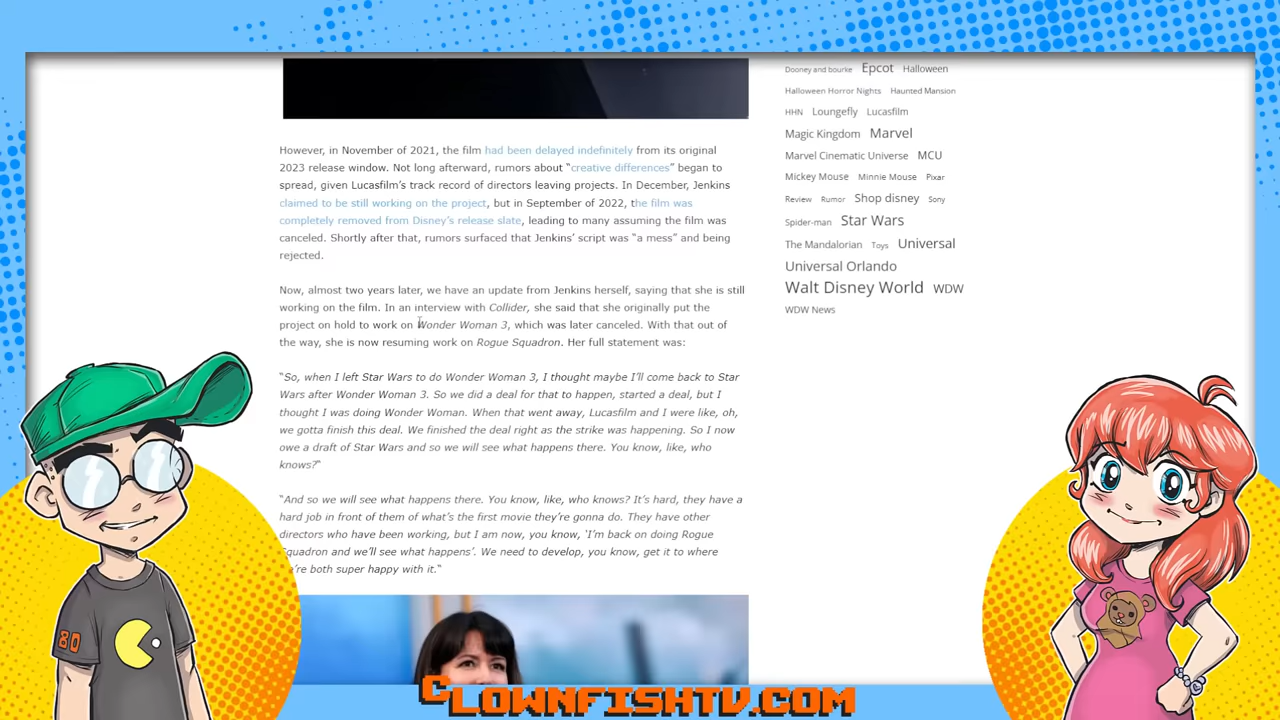 However, in November of 2021, the film had been delayed indefinitely from its original
2023 release window. Not long afterward, rumors about “creative differences” began to
spread, given Lucasfilm’s track record of directors leaving projects. In December, Jenkins
claimed to be still working on the project, but in September of 2022, the film was
completely removed from Disney’s release slate, leading to many assuming the film was
canceled. Shortly after that, rumors surfaced that Jenkins’ script was “a mess” and being
rejected.
Now, almost two years later, we have an update from Jenkins herself, saying that she is still
working on the film. In an interview with Collider, she said that she originally put the
project on hold to work on Wonder Woman 3, which was later canceled. With that out of
the way, she is now resuming work on Rogue Squadron. Her full statement was:
“So, when I left Star Wars to do Wonder Woman 3, I thought maybe I’ll come back to Star
Wars after Wonder Woman 3. So we did a deal for that to happen, started a deal, but I
thought I was doing Wonder Woman. When that went away, Lucasfilm and I were like, oh,
we gotta finish this deal. We finished the deal right as the strike was happening. So I now
owe a draft of Star Wars and so we will see what happens there. You know, like, who
knows?“
“And so we will see what happens there. You know, like, who knows? It’s hard, they have a
hard job in front of them of what’s the first movie they’re gonna do. They have other
directors who have been working, but I am now, you know, ‘I’m back on doing Rogue
Squadron and we’ll see what happens’. We need to develop, you know, get it to where
we’re both super happy with it.“
Dooney and bourke Epcot Halloween
Halloween Horror Nights Haunted Mansion
HHN Loungefly Lucasfilm
Magic Kingdom Marvel
Marvel Cinematic Universe MCU
Mickey Mouse Minnie Mouse Pixar
Review Rumor Shop disney Sony
Spider-man Star Wars
The Mandalorian Toys Universal
Universal Orlando
Walt Disney World WDW
WDW News
80
CLOWNFISHTV.COM